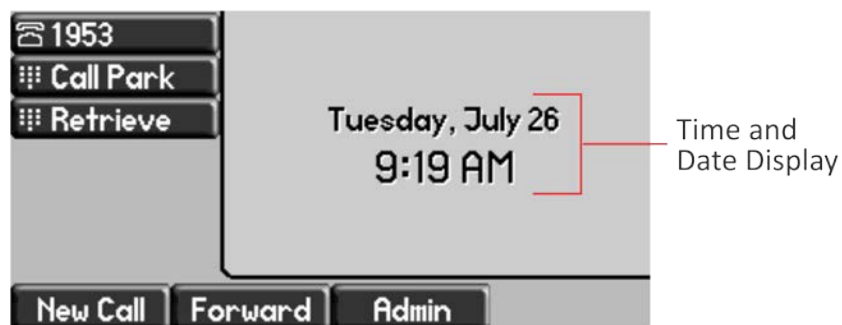 1953
Call Park
Retrieve
Tuesday, July 26
9:19 AM
Time and
Date Display
New Call
Forward
Admin